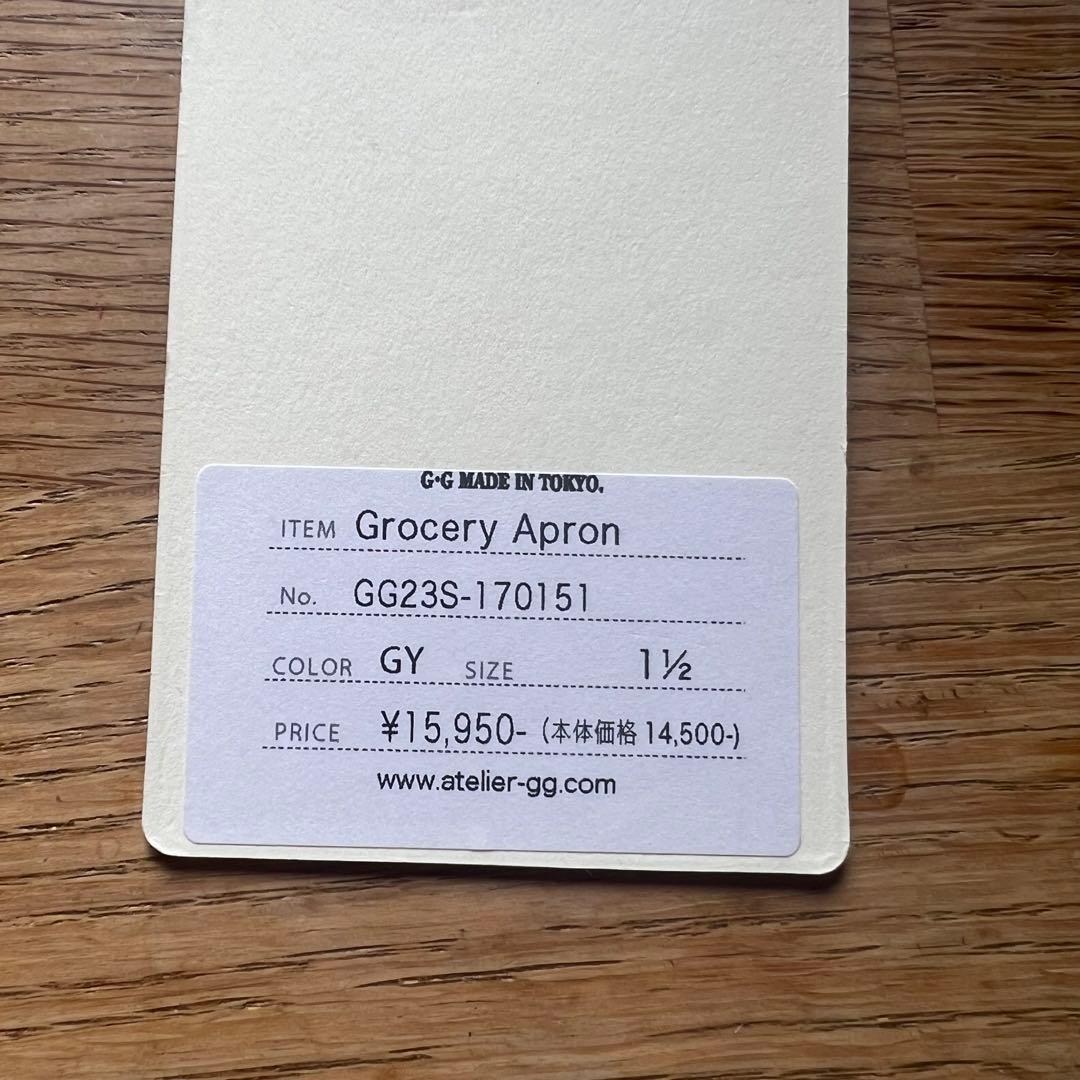 G·G MADE IN TOKYO.
ITEM Grocery Apron
No. GG23S-170151
COLOR GY SIZE 1½
PRICE ¥15,950- (本体価格 14,500-)
www.atelier-gg.com